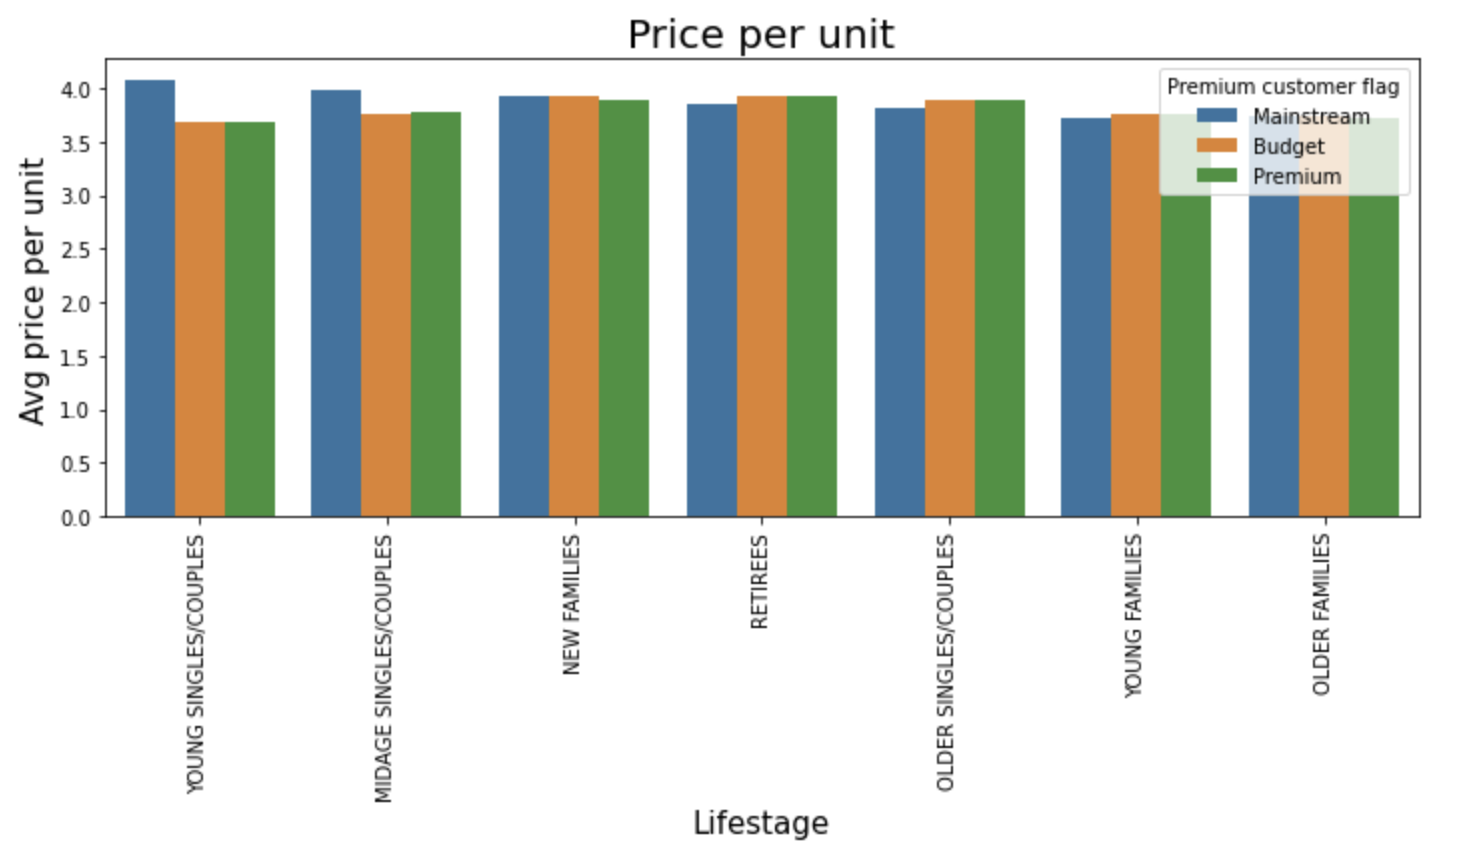 Price per unit
Premium customer flag
Mainstream
Budget
Premium
Avg price per unit
4.0
3.5
3.0
2.5
2.0
1.5
1.0
0.5
0.0
YOUNG SINGLES/COUPLES
MIDAGE SINGLES/COUPLES
NEW FAMILIES
RETIREES
OLDER SINGLES/COUPLES
YOUNG FAMILIES
OLDER FAMILIES
Lifestage